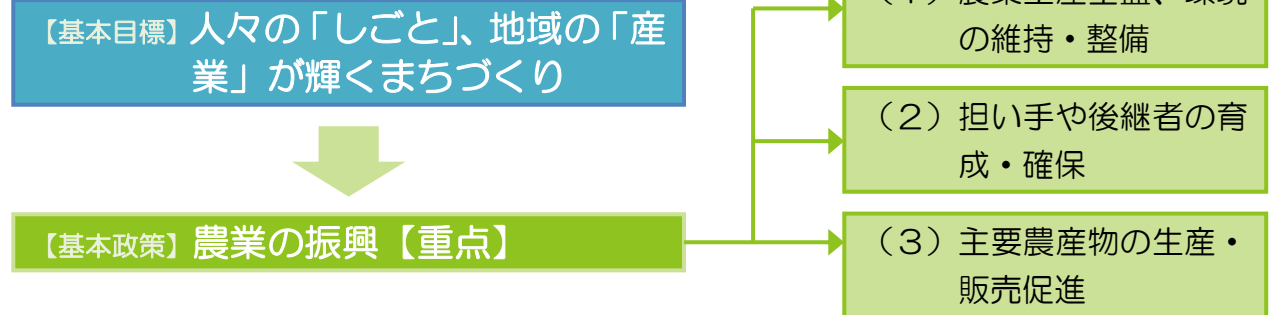 【基本目標】人々の「しごと」、地域の「産
業」が輝くまちづくり
【基本政策】農業の振興【重点】
の維持・整備
（２）担い手や後継者の育
成・確保
（３）主要農産物の生産・
販売促進